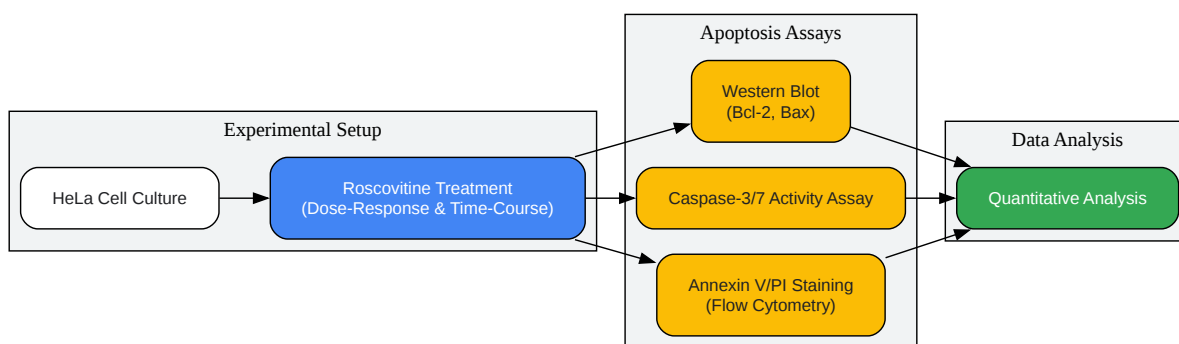 Experimental Setup
HeLa Cell Culture
Roscovitine Treatment
(Dose-Response & Time-Course)
Apoptosis Assays
Western Blot
(Bcl-2, Bax)
Caspase-3/7 Activity Assay
Annexin V/PI Staining
(Flow Cytometry)
Data Analysis
Quantitative Analysis